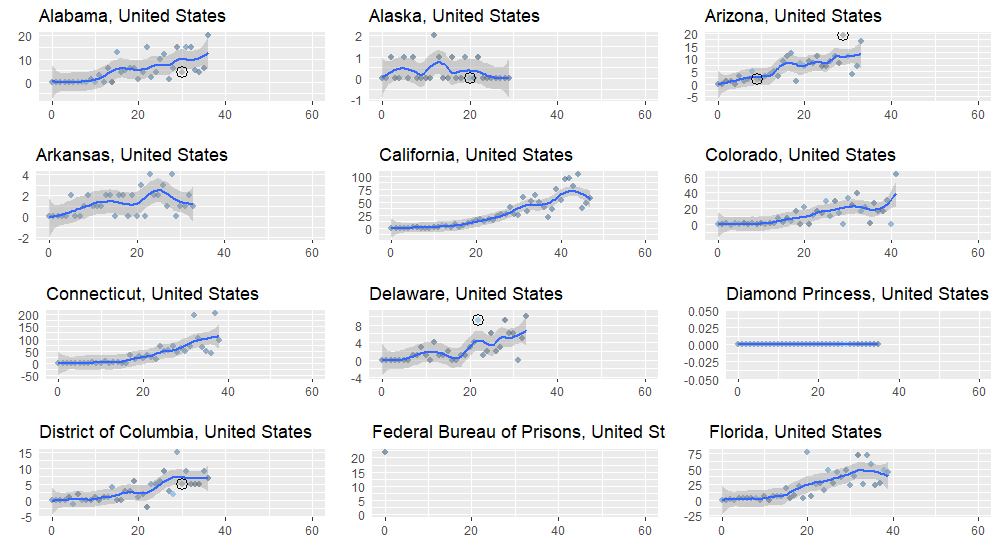 Alabama, United States
20
10
0
0 20 40 60
Alaska, United States
2
1
0
-1
0 20 40 60
Arizona, United States
20
15
10
5
0
-5
0 20 40 60
Arkansas, United States
4
2
0
-2
0 20 40 60
California, United States
100
75
50
25
0
0 20 40 60
Colorado, United States
60
40
20
0
0 20 40 60
Connecticut, United States
200
150
100
50
0
-50
0 20 40 60
Delaware, United States
8
4
0
-4
0 20 40 60
Diamond Princess, United States
0.050
0.025
0.000
-0.025
-0.050
0 20 40 60
District of Columbia, United States
15
10
5
0
-5
0 20 40 60
Federal Bureau of Prisons, United St
20
15
10
5
0
0 20 40 60
Florida, United States
75
50
25
0
-25
0 20 40 60